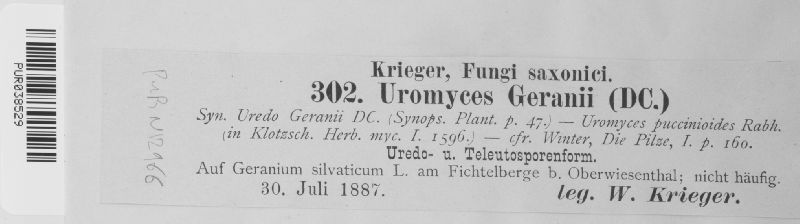 PUR038529
PUR N12966
Krieger, Fungi saxonici.
302. Uromyces Geranii (DC.)
Syn. Uredo Geranii DC. (Synops. Plant. p. 47.) — Uromyces puccinioides Rabh.
(in Klotzsch. Herb. myc. I. 1596.) — cfr. Winter, Die Pilze, I. p. 160.
Uredo- u. Teleutosporenform.
Auf Geranium silvaticum L. am Fichtelberge b. Oberwiesenthal; nicht häufig.
30. Juli 1887.
leg. W. Krieger.